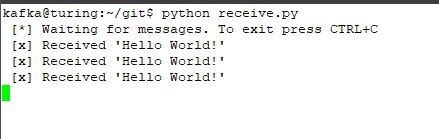 kafka@turing:~/git$ python receive.py
[*] Waiting for messages. To exit press CTRL+C
[x] Received 'Hello World!'
[x] Received 'Hello World!'
[x] Received 'Hello World!'